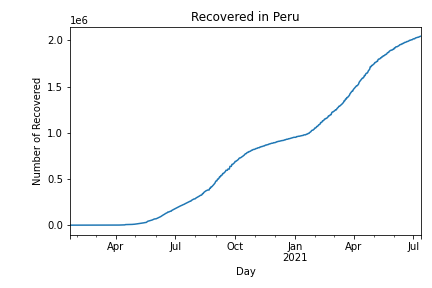 Recovered in Peru
1e6
2.0
1.5
1.0
0.5
0.0
Number of Recovered
Apr Jul Oct Jan Apr Jul
2021
Day